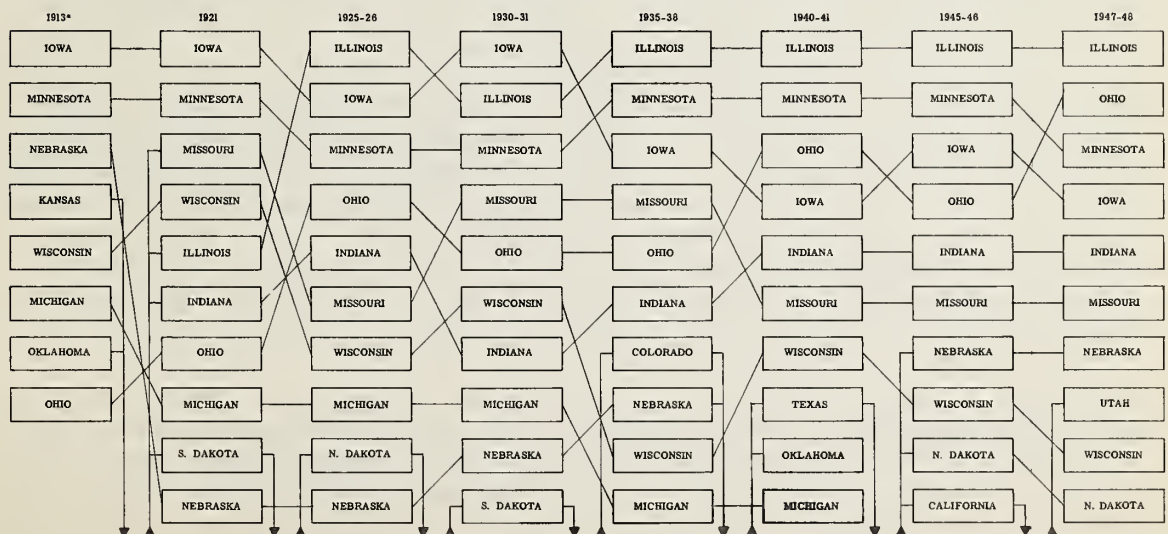 1913* 1921 1925-26 1930-31 1935-38 1940-41 1945-46 1947-48
IOWA IOWA ILLINOIS IOWA ILLINOIS ILLINOIS ILLINOIS ILLINOIS
MINNESOTA MINNESOTA IOWA ILLINOIS MINNESOTA MINNESOTA MINNESOTA OHIO
NEBRASKA MISSOURI MINNESOTA MINNESOTA IOWA OHIO IOWA MINNESOTA
KANSAS WISCONSIN OHIO MISSOURI MISSOURI IOWA OHIO IOWA
WISCONSIN ILLINOIS INDIANA OHIO OHIO INDIANA INDIANA INDIANA
MICHIGAN INDIANA MISSOURI WISCONSIN INDIANA MISSOURI MISSOURI MISSOURI
OKLAHOMA OHIO WISCONSIN INDIANA COLORADO WISCONSIN NEBRASKA NEBRASKA
OHIO MICHIGAN MICHIGAN MICHIGAN NEBRASKA TEXAS WISCONSIN UTAH
S. DAKOTA N. DAKOTA NEBRASKA WISCONSIN OKLAHOMA N. DAKOTA WISCONSIN
NEBRASKA NEBRASKA S. DAKOTA MICHIGAN MICHIGAN CALIFORNIA N. DAKOTA